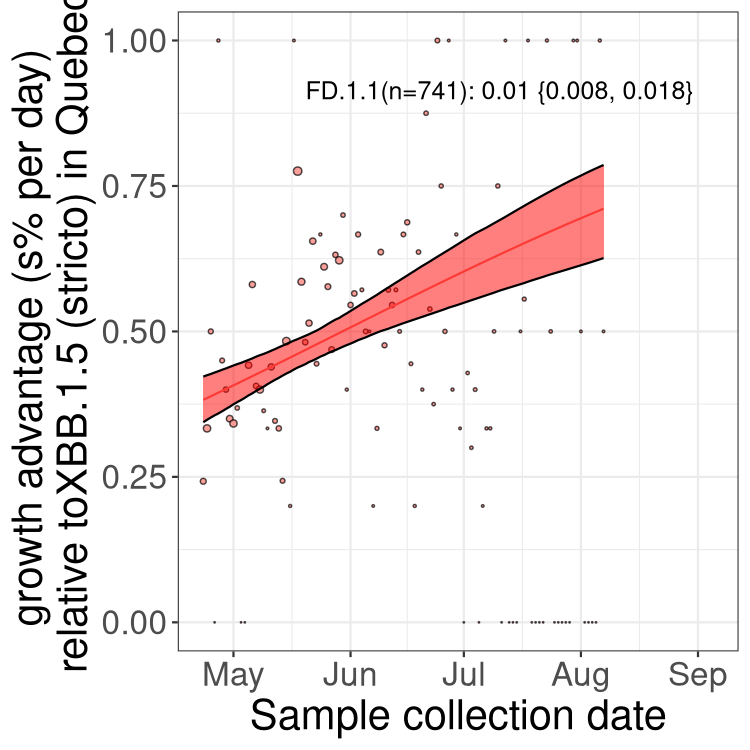 growth advantage (s% per day)
relative toXBB.1.5 (stricto) in Quebec
1.00
FD.1.1(n=741): 0.01 {0.008, 0.018}
0.75
0.50
0.25
0.00
May Jun Jul Aug Sep
Sample collection date